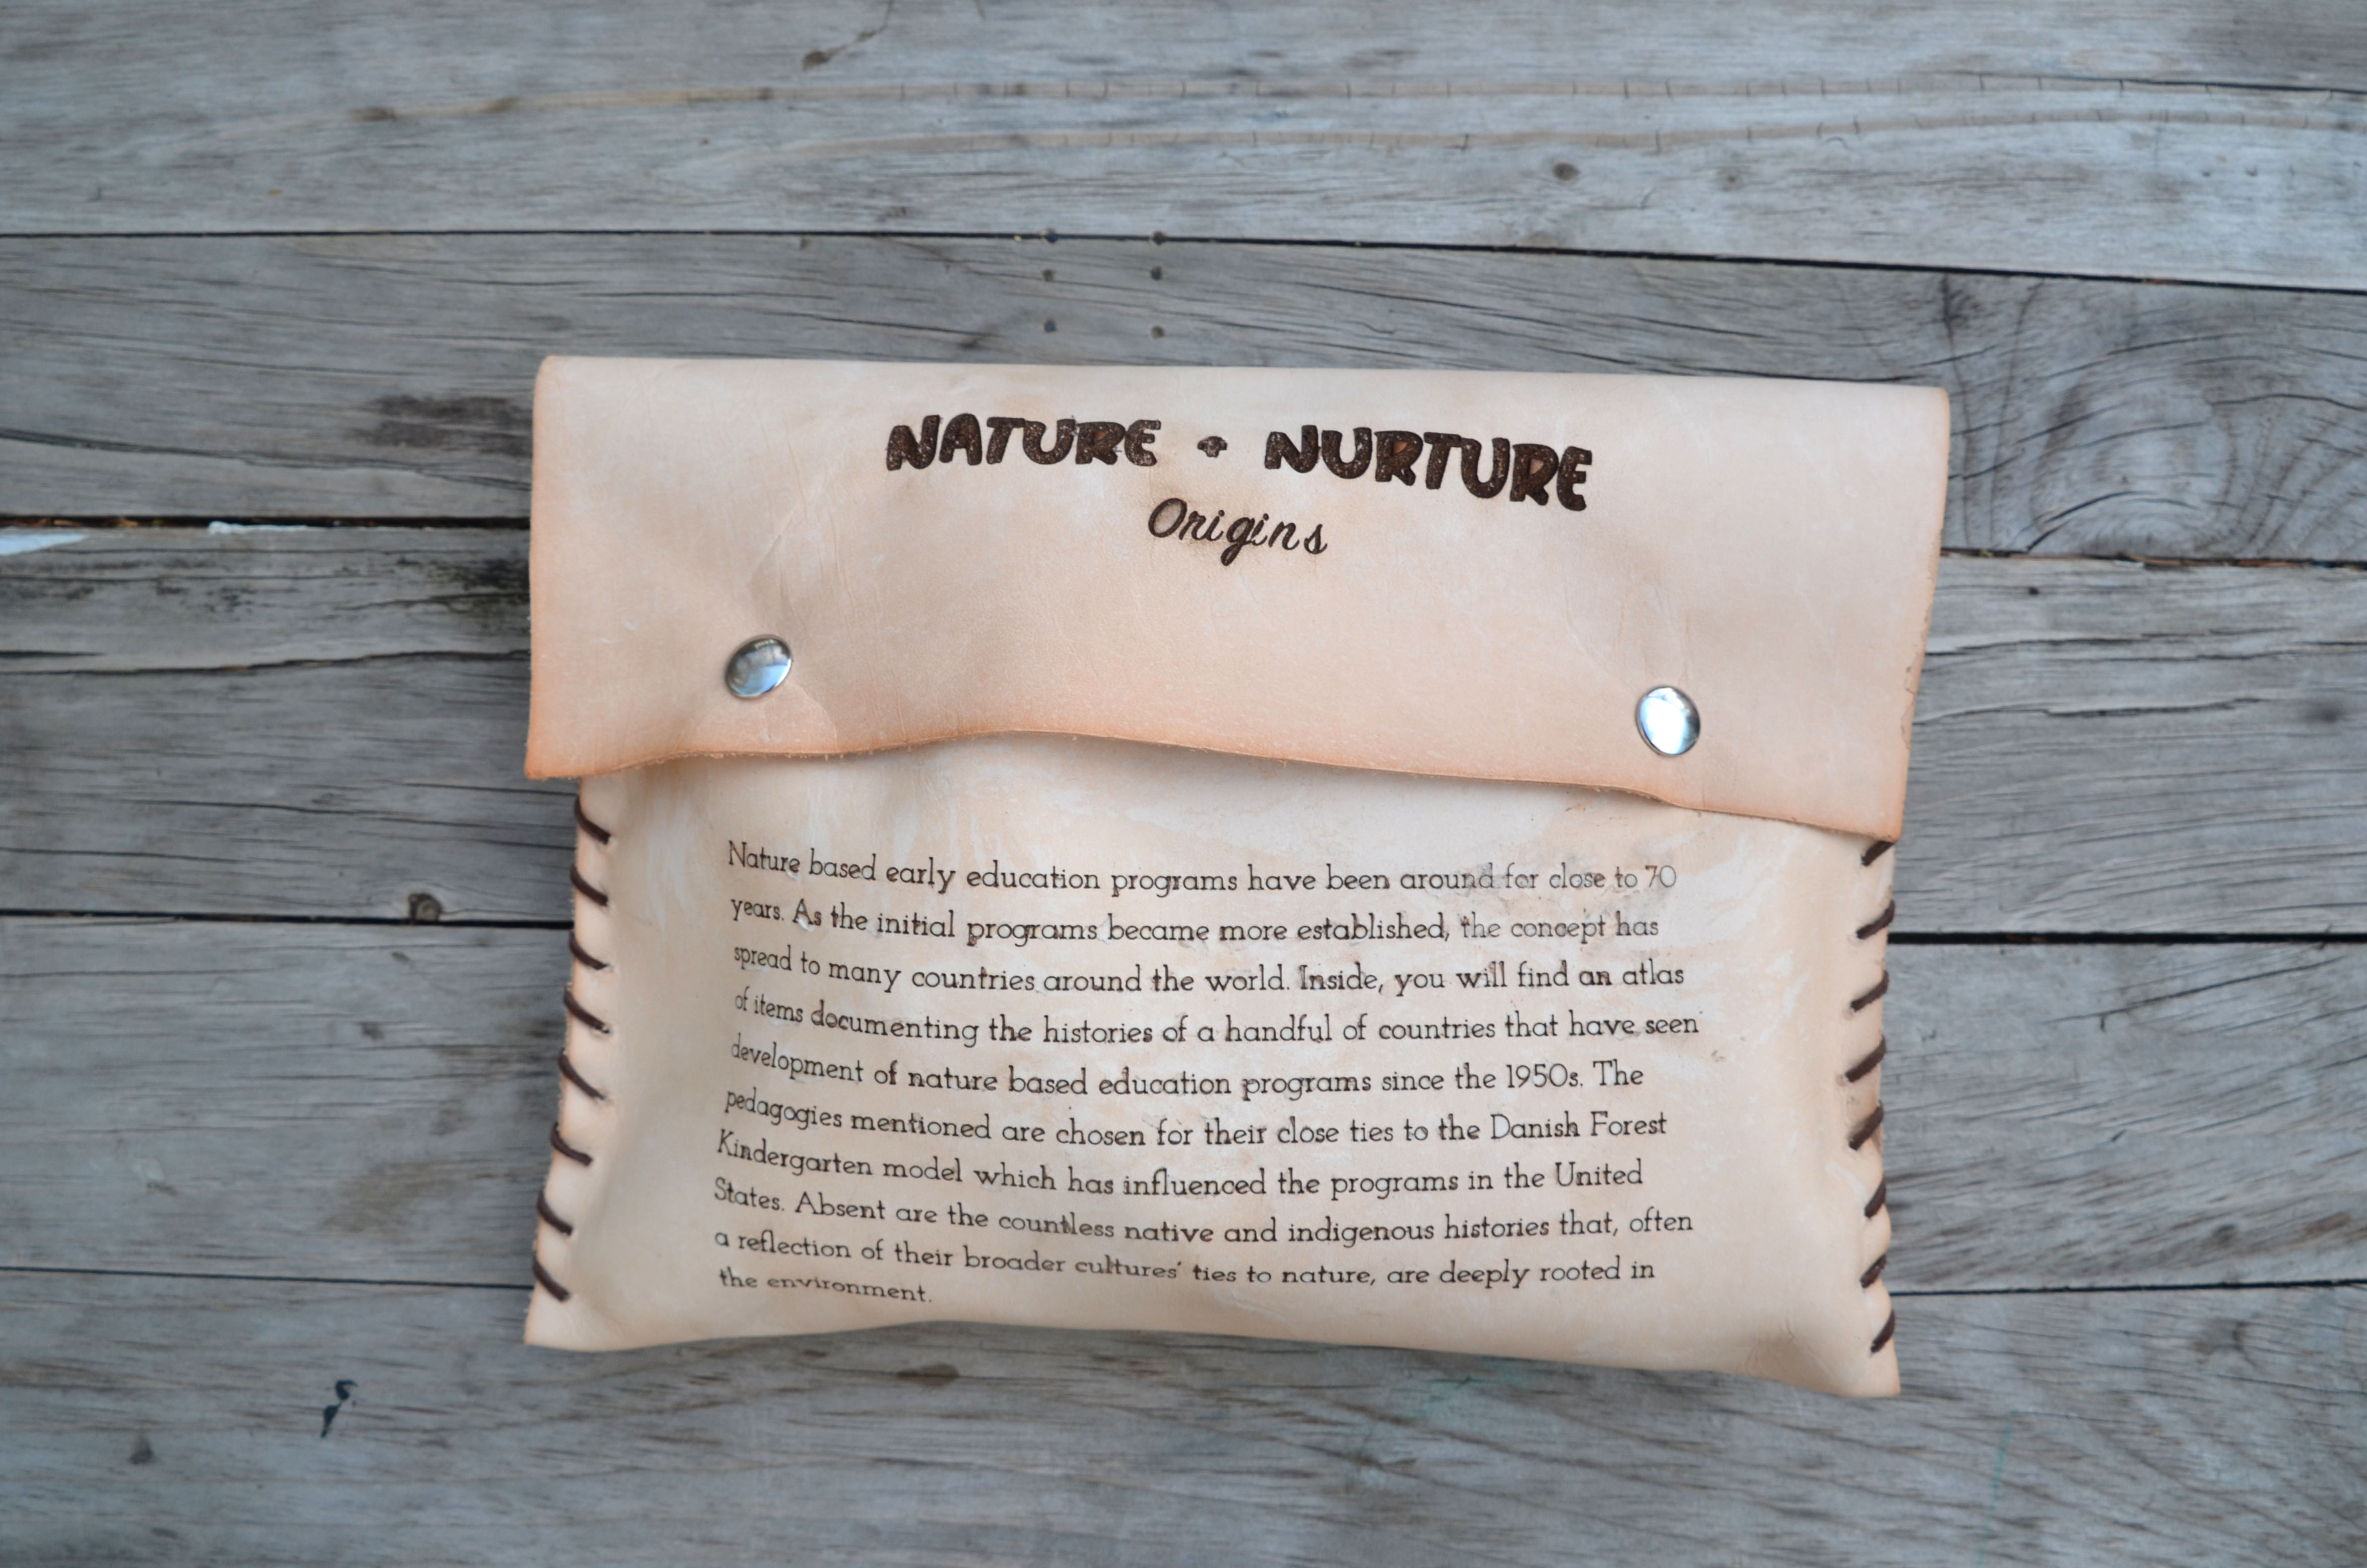 NATURE + NURTURE
Origins
Nature based early education programs have been around for close to 70
years. As the initial programs became more established, the concept has
spread to many countries around the world. Inside, you will find an atlas
of items documenting the histories of a handful of countries that have seen
development of nature based education programs since the 1950s. The
pedagogies mentioned are chosen for their close ties to the Danish Forest
Kindergarten model which has influenced the programs in the United
States. Absent are the countless native and indigenous histories that, often
a reflection of their broader cultures' ties to nature, are deeply rooted in
the environment.